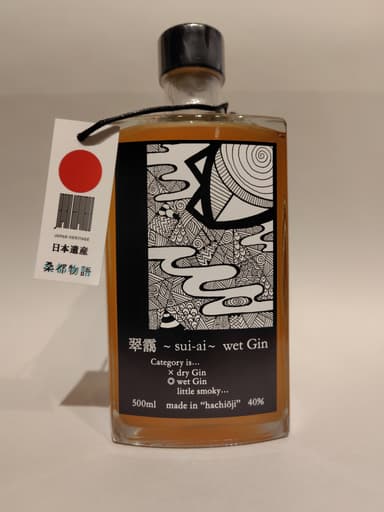 JAPAN HERITAGE
日本遺産
桑都物語
翠靄 ~ sui-ai~ wet Gin
Category is...
× dry Gin
◎ wet Gin
little smoky...
500ml made in "hachiōji" 40%